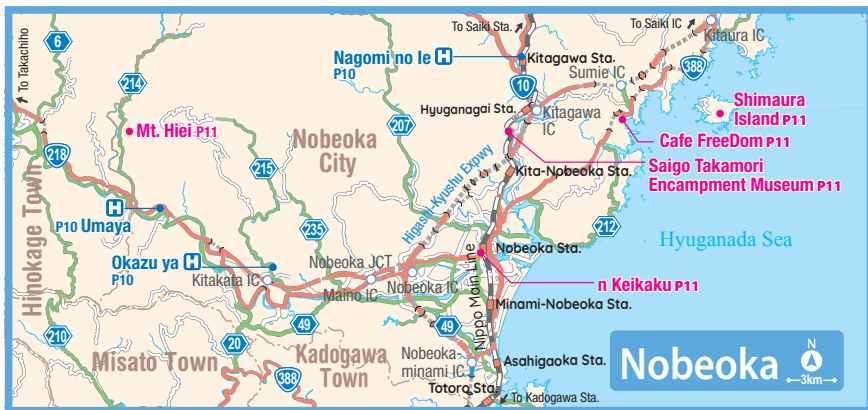 To Saiki Sta.
To Saiki IC
Kitaura IC
6
To Takachiho
Nagomi no Ie H
P10
Kitagawa Sta.
Sumie IC
388
214
10
Hyuganagai Sta.
Kitagawa
IC
Shimaura
Island P11
Mt. Hiei P11
Nobeoka
City
207
Cafe FreeDom P11
218
215
Higashi-Kyushu Expwy
Kita-Nobeoka Sta.
Saigo Takamori
Encampment Museum P11
Hinokage Town
H
P10 Umaya
235
212
Hyuganada Sea
Okazu ya H
P10
Nobeoka JCT
Nobeoka Sta.
Kitakata IC
Maino IC
Nobeoka IC
Nippo Main Line
n Keikaku P11
Minami-Nobeoka Sta.
49
49
210
20
Misato Town
Kadogawa
Town
388
Nobeoka-
minami IC
Asahigaoka Sta.
Totoro Sta.
To Kadogawa Sta.
Nobeoka
N
3km